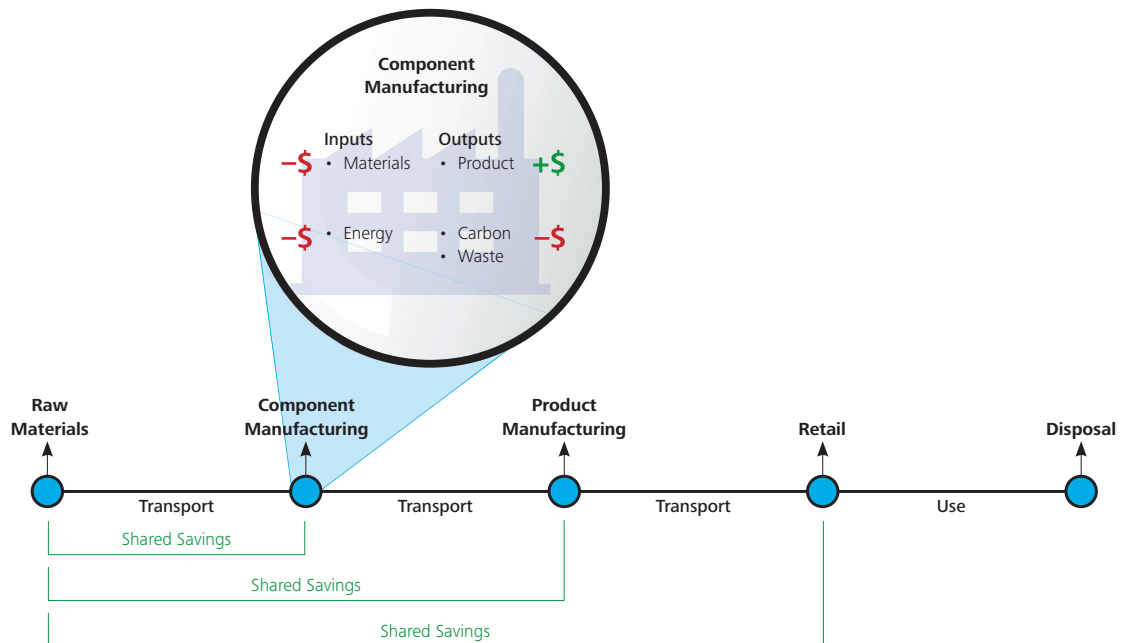 Component
Manufacturing
Inputs
Outputs
–$
• Materials
• Product
+$
–$
• Energy
• Carbon
• Waste
–$
Raw
Materials
Component
Manufacturing
Product
Manufacturing
Retail
Disposal
Transport
Transport
Transport
Use
Shared Savings
Shared Savings
Shared Savings